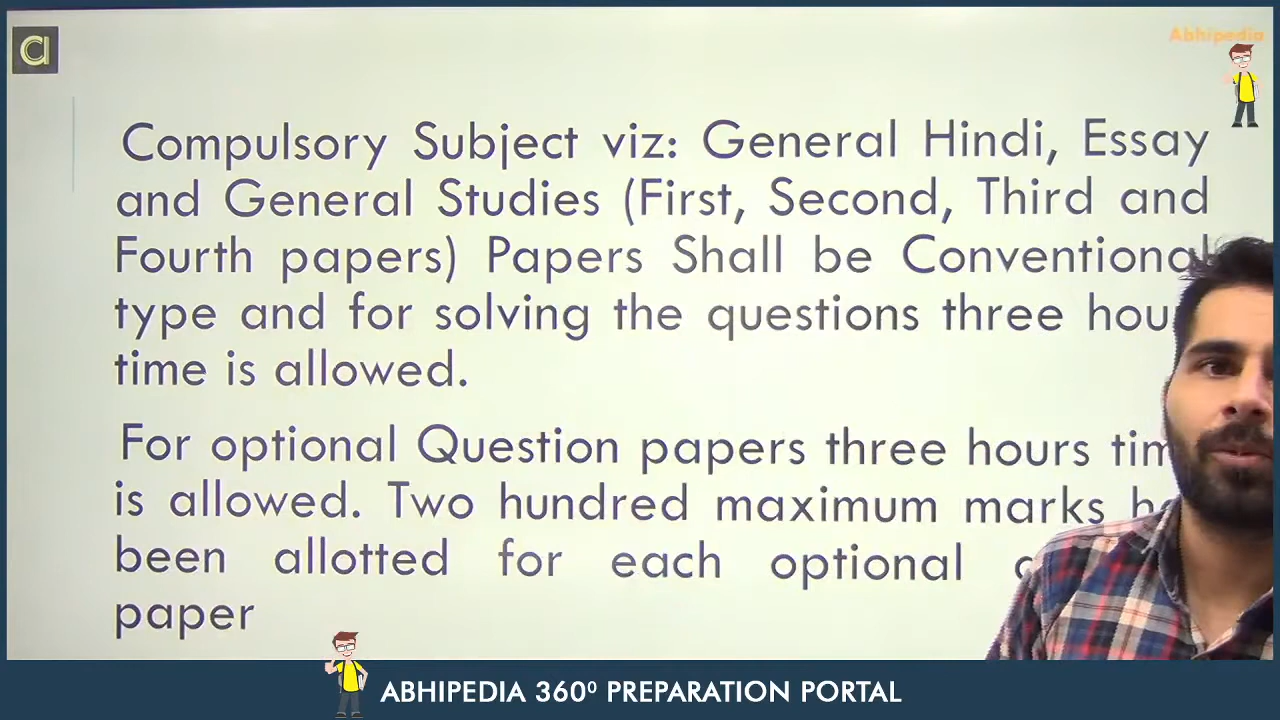 a
Abhipedia
Compulsory Subject viz: General Hindi, Essay
and General Studies (First, Second, Third and
Fourth papers) Papers Shall be Conventional
type and for solving the questions three
time is allowed.
For optional Question papers three hours
is allowed. Two hundred maximum marks
been allotted for each optional
paper
ABHIPEDIA 360⁰ PREPARATION PORTAL